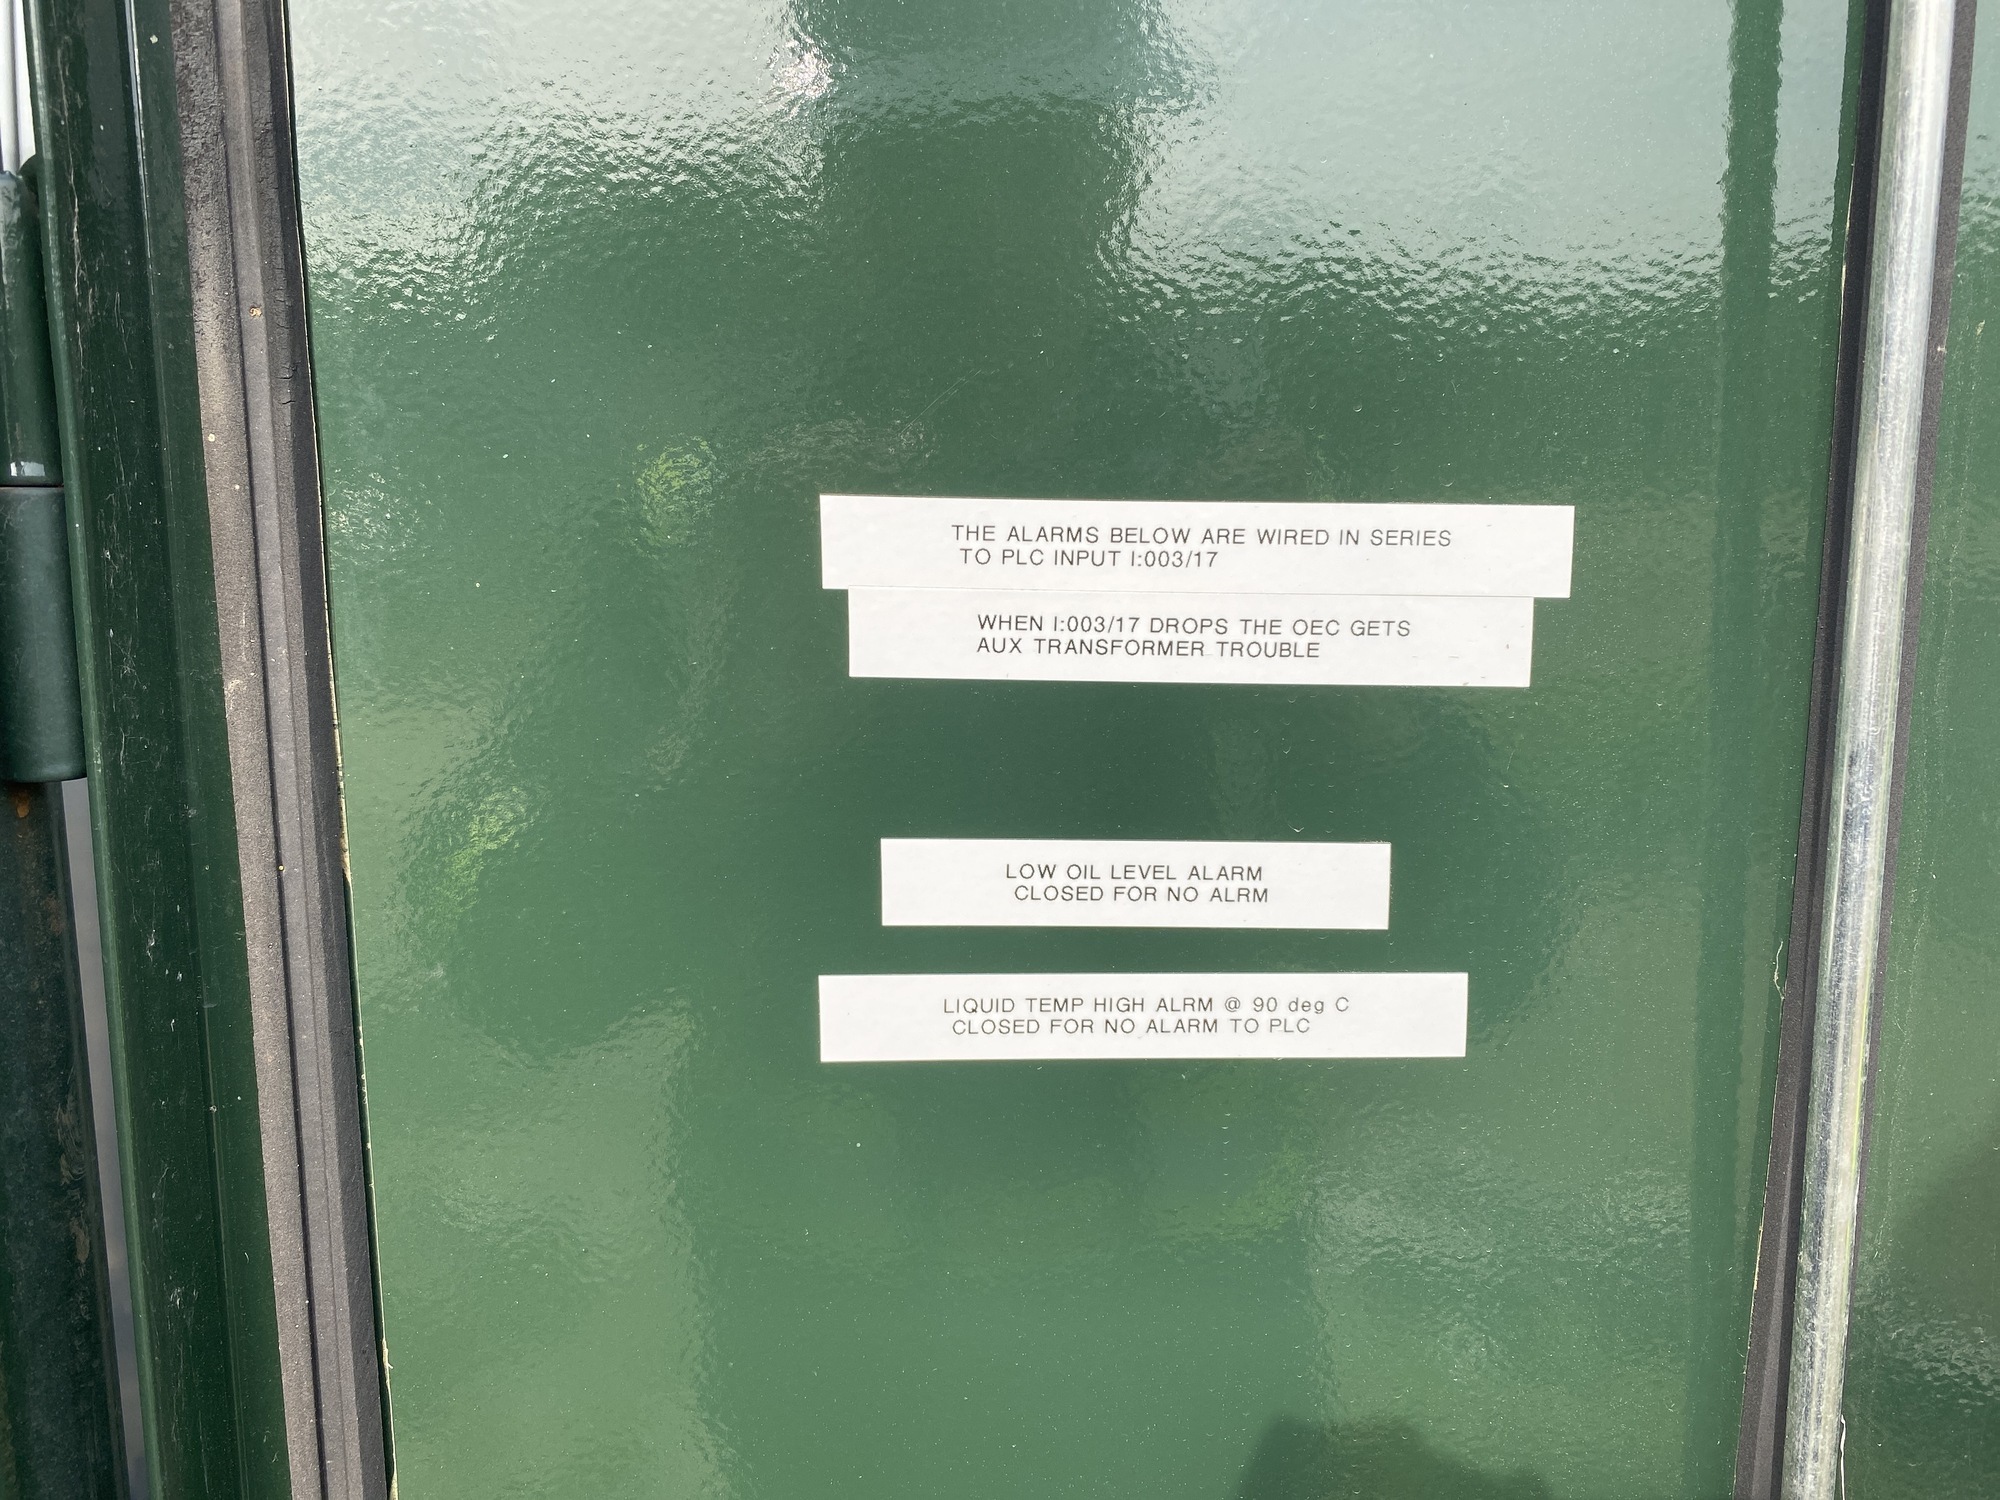 THE ALARMS BELOW ARE WIRED IN SERIES
TO PLC INPUT I:003/17
WHEN I:003/17 DROPS THE OEC GETS
AUX TRANSFORMER TROUBLE
LOW OIL LEVEL ALARM
CLOSED FOR NO ALRM
LIQUID TEMP HIGH ALRM @ 90 deg C
CLOSED FOR NO ALARM TO PLC